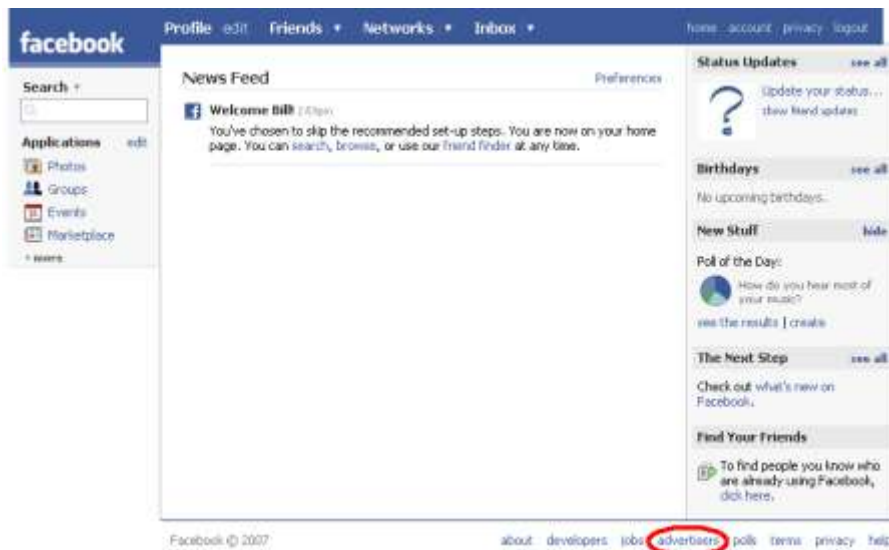 facebook
Profile edit Friends Networks Inbox
home account privacy logout
Search
Applications edit
Photos
Groups
Events
Marketplace
more
News Feed
Preferences
Welcome Bill!
You've chosen to skip the recommended set-up steps. You are now on your home
page. You can search, browse, or use our friend finder at any time.
Status Updates see all
Update your status...
show friend updates
Birthdays see all
No upcoming birthdays.
New Stuff hide
Poll of the Day:
How do you hear most of
your music?
see the results | create
The Next Step see all
Check out what's new on
Facebook.
Find Your Friends
To find people you know who
are already using Facebook,
click here.
Facebook © 2007
about developers jobs advertisers polls terms privacy help